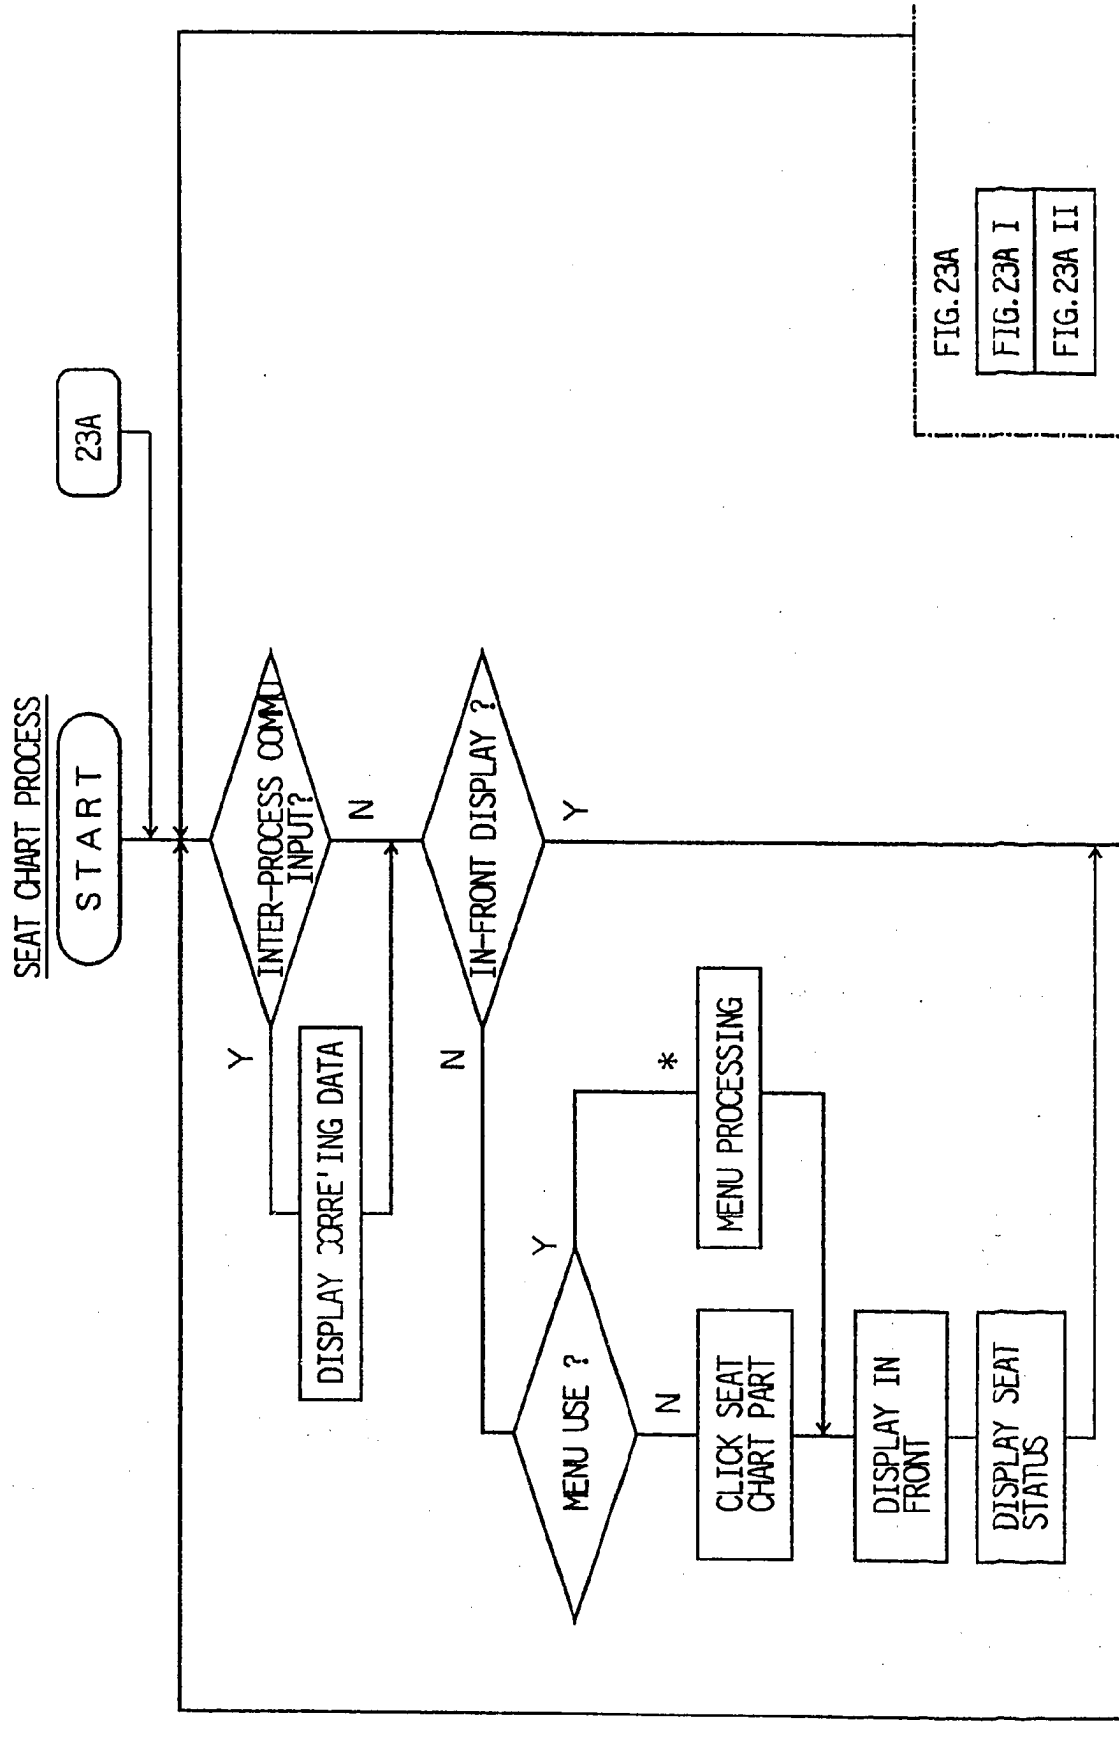 SEAT CHART PROCESS
START
23A
INTER-PROCESS COMMU
INPUT?
Y
N
DISPLAY CORRE'ING DATA
IN-FRONT DISPLAY ?
N
Y
MENU USE ?
Y
N
*
MENU PROCESSING
CLICK SEAT
CHART PART
DISPLAY IN
FRONT
DISPLAY SEAT
STATUS
FIG.23A
FIG.23A I
FIG.23A II